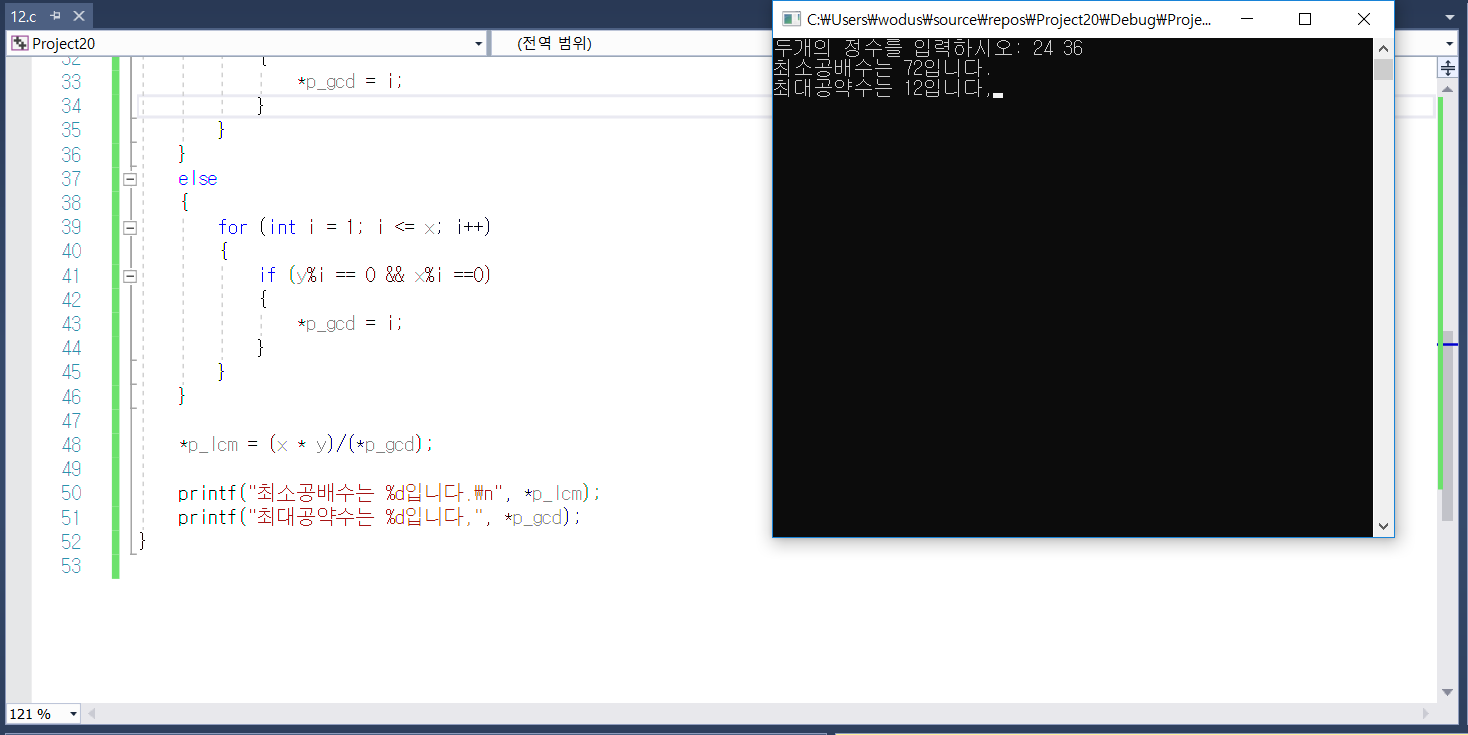 12.c
Project20
(전역 범위)
32 {
33 *p_gcd = i;
34 }
35 }
36 }
37 else
38 {
39 for (int i = 1; i <= x; i++)
40 {
41 if (y%i == 0 && x%i ==0)
42 {
43 *p_gcd = i;
44 }
45 }
46 }
47
48 *p_lcm = (x * y)/(*p_gcd);
49
50 printf("최소공배수는 %d입니다.₩n", *p_lcm);
51 printf("최대공약수는 %d입니다,", *p_gcd);
52 }
53
121 %
C:₩Users₩wodus₩source₩repos₩Project20₩Debug₩Proje...
두개의 정수를 입력하시오: 24 36
최소공배수는 72입니다.
최대공약수는 12입니다,